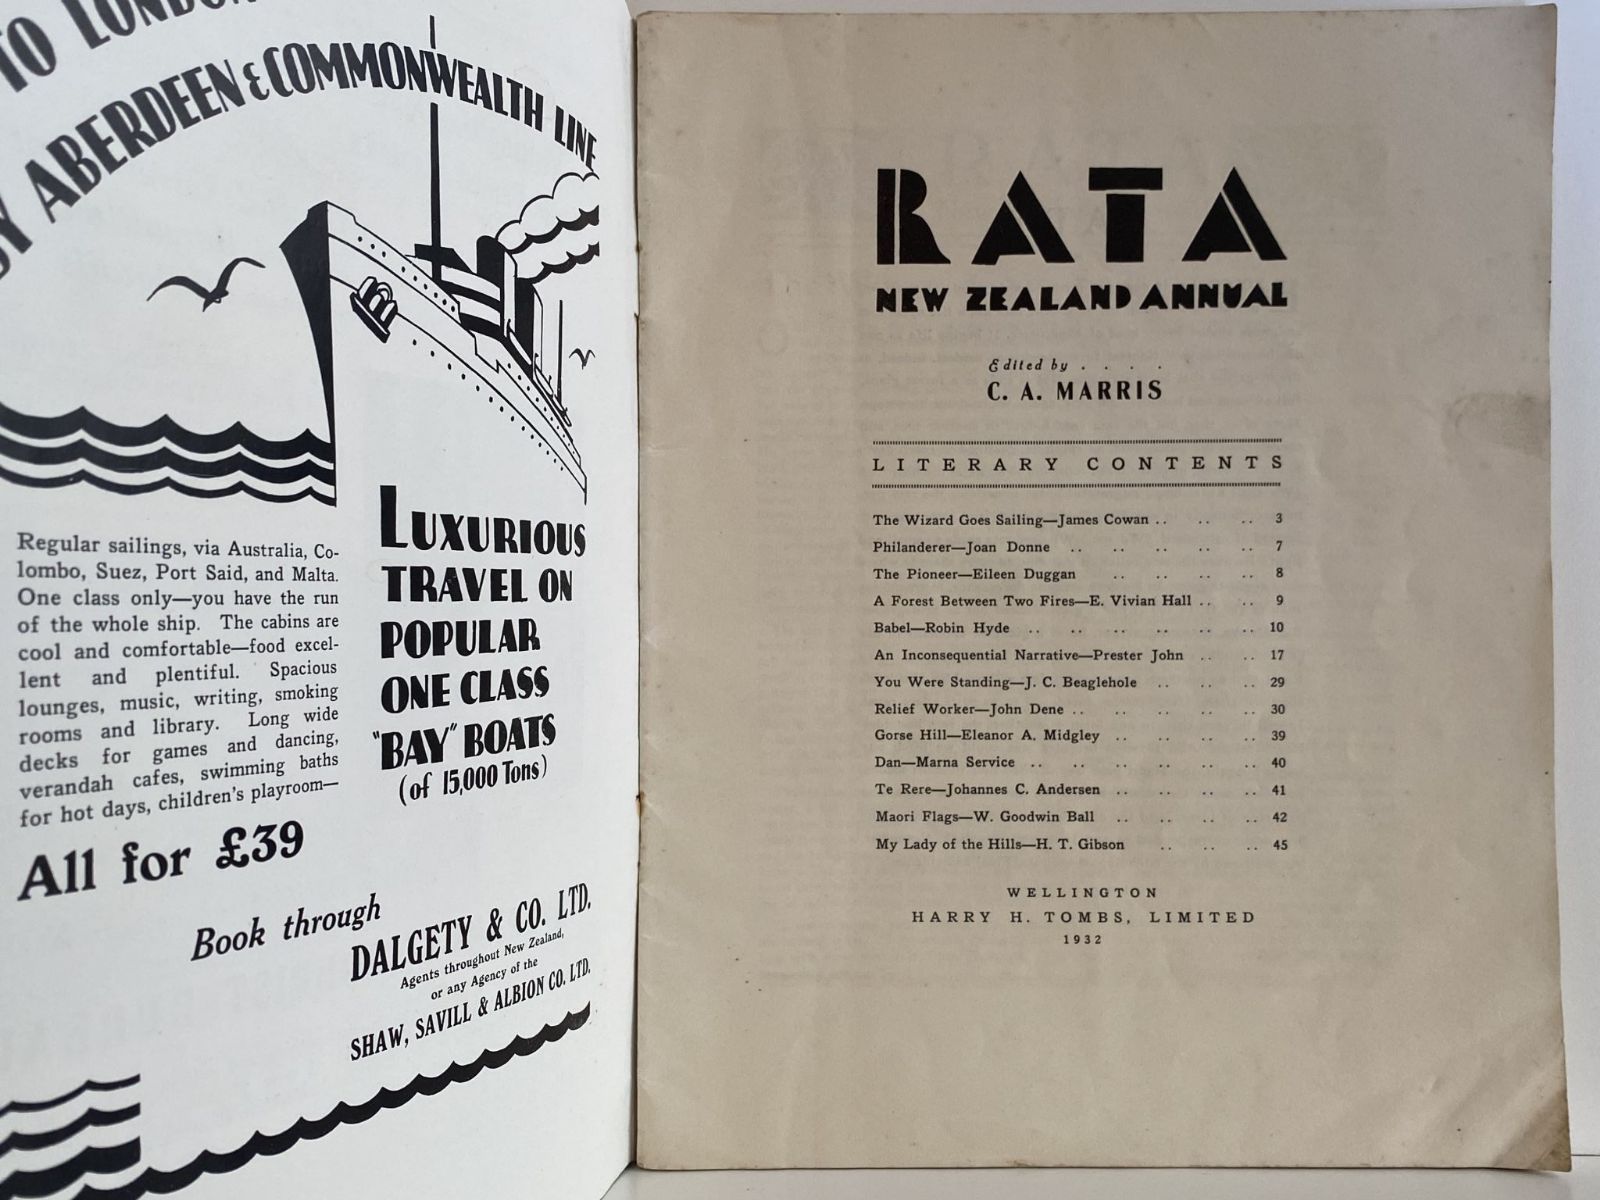 TO LONDON
BY ABERDEEN & COMMONWEALTH LINE
Regular sailings, via Australia, Co-
lombo, Suez, Port Said, and Malta.
One class only—you have the run
of the whole ship. The cabins are
cool and comfortable—food excel-
lent and plentiful. Spacious
lounges, music, writing, smoking
rooms and library. Long wide
decks for games and dancing,
verandah cafes, swimming baths
for hot days, children's playroom—
All for £39
LUXURIOUS
TRAVEL ON
POPULAR
ONE CLASS
"BAY" BOATS
(of 15,000 Tons)
Book through
DALGETY & CO. LTD.
Agents throughout New Zealand,
or any Agency of the
SHAW, SAVILL & ALBION CO. LTD.
RATA
NEW ZEALAND ANNUAL
Edited by . . . .
C. A. MARRIS
LITERARY CONTENTS
The Wizard Goes Sailing—James Cowan .. .. .. 3
Philanderer—Joan Donne .. .. .. .. .. 7
The Pioneer—Eileen Duggan .. .. .. .. 8
A Forest Between Two Fires—E. Vivian Hall .. .. 9
Babel—Robin Hyde .. .. .. .. .. .. 10
An Inconsequential Narrative—Prester John .. .. 17
You Were Standing—J. C. Beaglehole .. .. .. 29
Relief Worker—John Dene .. .. .. .. .. 30
Gorse Hill—Eleanor A. Midgley .. .. .. .. 39
Dan—Marna Service .. .. .. .. .. .. 40
Te Rere—Johannes C. Andersen .. .. .. .. 41
Maori Flags—W. Goodwin Ball .. .. .. .. 42
My Lady of the Hills—H. T. Gibson .. .. .. 45
WELLINGTON
HARRY H. TOMBS, LIMITED
1932